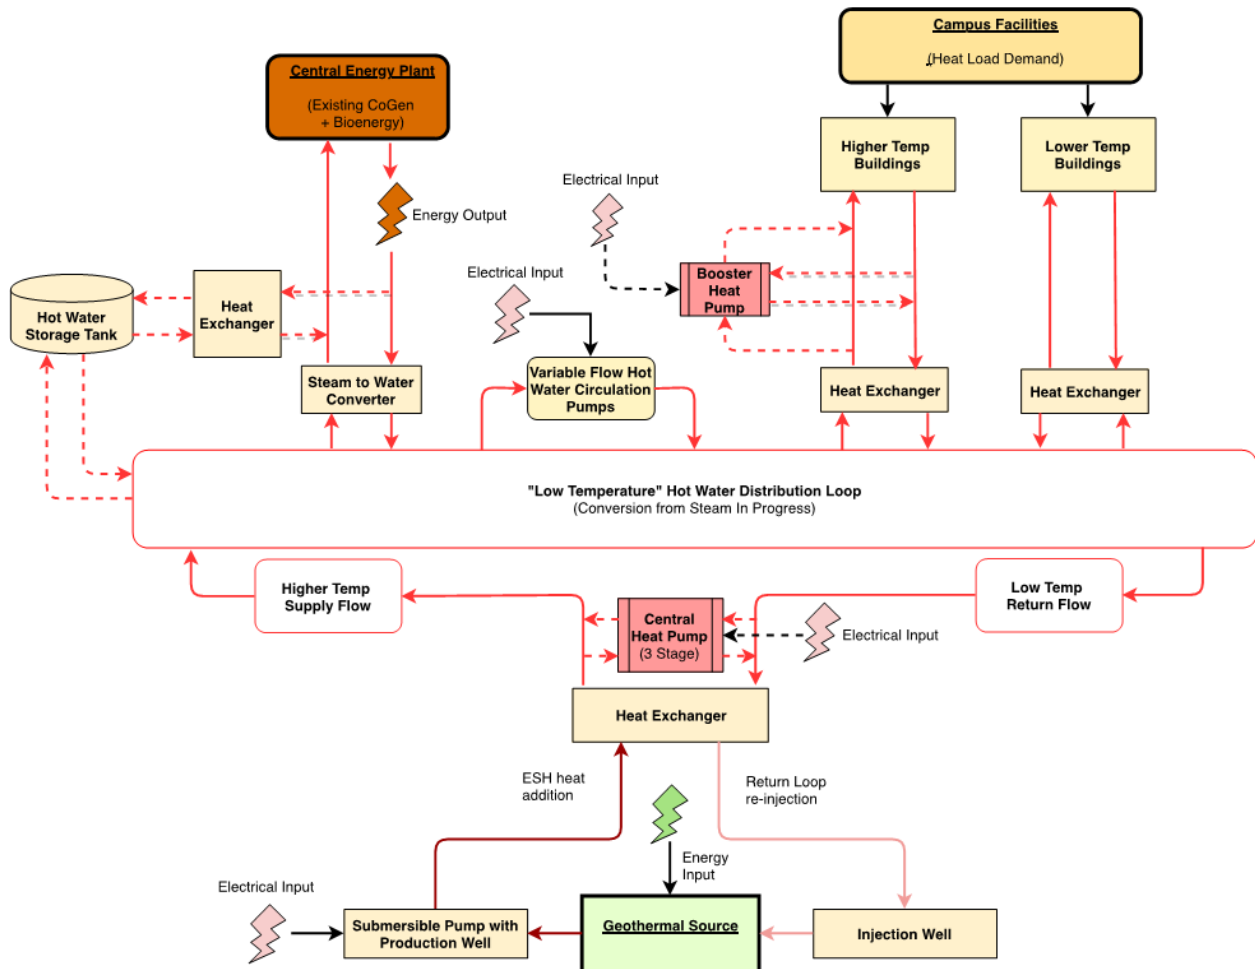 Campus Facilities
(Heat Load Demand)
Central Energy Plant
(Existing CoGen
+ Bioenergy)
Higher Temp
Buildings
Lower Temp
Buildings
Electrical Input
Energy Output
Electrical Input
Booster
Heat
Pump
Hot Water
Storage Tank
Heat
Exchanger
Steam to Water
Converter
Variable Flow Hot
Water Circulation
Pumps
Heat Exchanger
Heat Exchanger
"Low Temperature" Hot Water Distribution Loop
(Conversion from Steam In Progress)
Higher Temp
Supply Flow
Low Temp
Return Flow
Central
Heat Pump
(3 Stage)
Electrical Input
Heat Exchanger
ESH heat
addition
Return Loop
re-injection
Energy
Input
Electrical Input
Submersible Pump with
Production Well
Geothermal Source
Injection Well